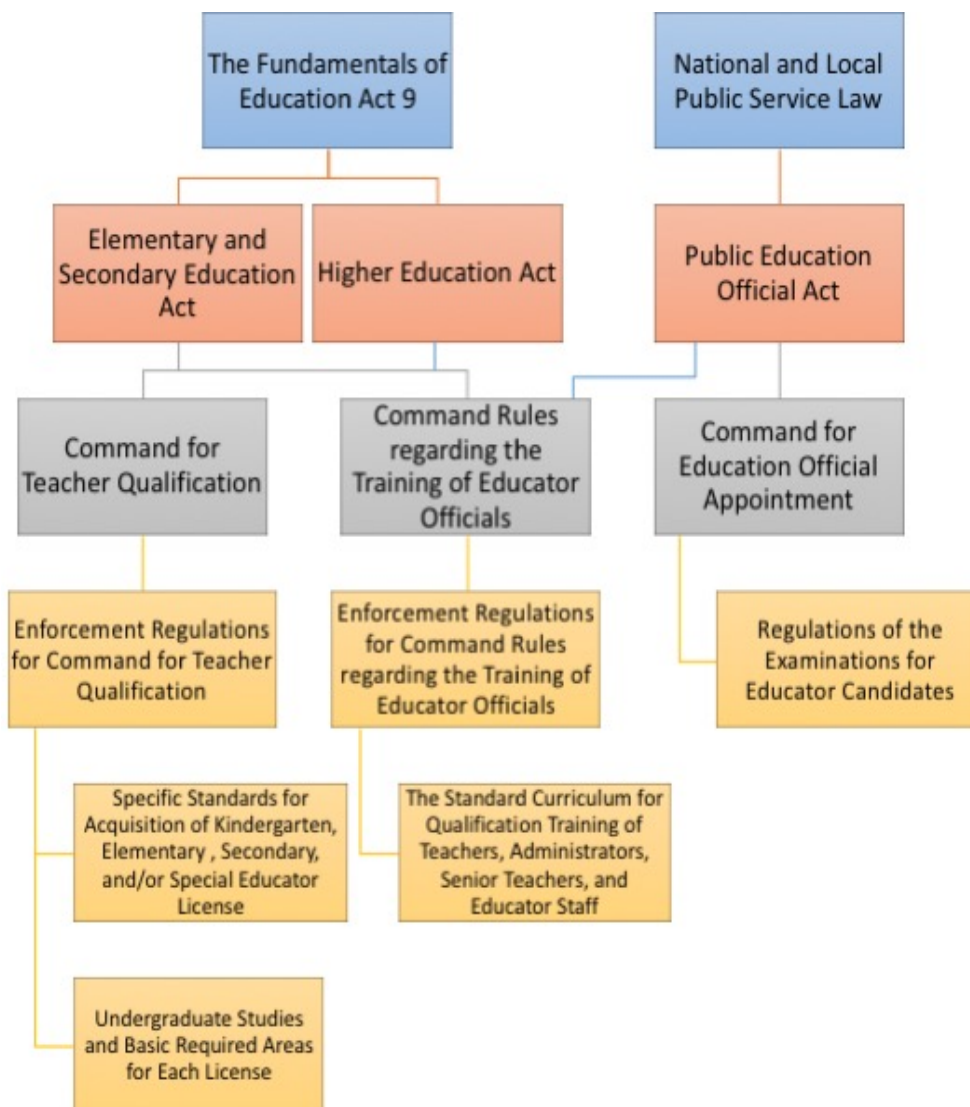 The Fundamentals of
Education Act 9
National and Local
Public Service Law
Elementary and
Secondary Education
Act
Higher Education Act
Public Education
Official Act
Command for
Teacher Qualification
Command Rules
regarding the
Training of Educator
Officials
Command for
Education Official
Appointment
Enforcement Regulations
for Command for Teacher
Qualification
Enforcement Regulations
for Command Rules
regarding the Training of
Educator Officials
Regulations of the
Examinations for
Educator Candidates
Specific Standards for
Acquisition of Kindergarten,
Elementary , Secondary,
and/or Special Educator
License
The Standard Curriculum for
Qualification Training of
Teachers, Administrators,
Senior Teachers, and
Educator Staff
Undergraduate Studies
and Basic Required Areas
for Each License